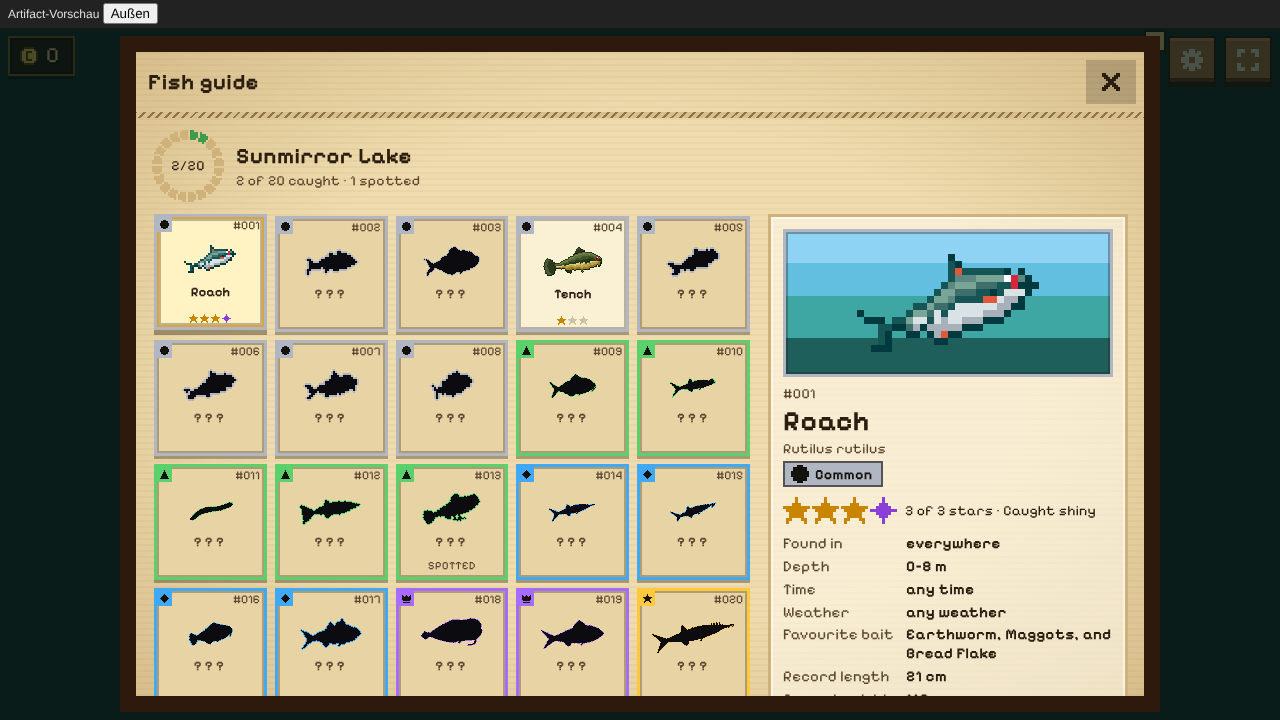 Artifact-Vorschau Außen
0
Fish guide
2/20
Sunmirror Lake
2 of 20 caught · 1 spotted
#001 #002 #003 #004 #005
Roach ??? ??? Tench ???
#006 #007 #008 #009 #010
??? ??? ??? ??? ???
#011 #012 #013 #014 #015
??? ??? ??? ??? ???
SPOTTED
#016 #017 #018 #019 #020
??? ??? ??? ??? ???
#001
Roach
Rutilus rutilus
Common
3 of 3 stars · Caught shiny
Found in everywhere
Depth 0-8 m
Time any time
Weather any weather
Favourite bait Earthworm, Maggots, and
Bread Flake
Record length 21 cm